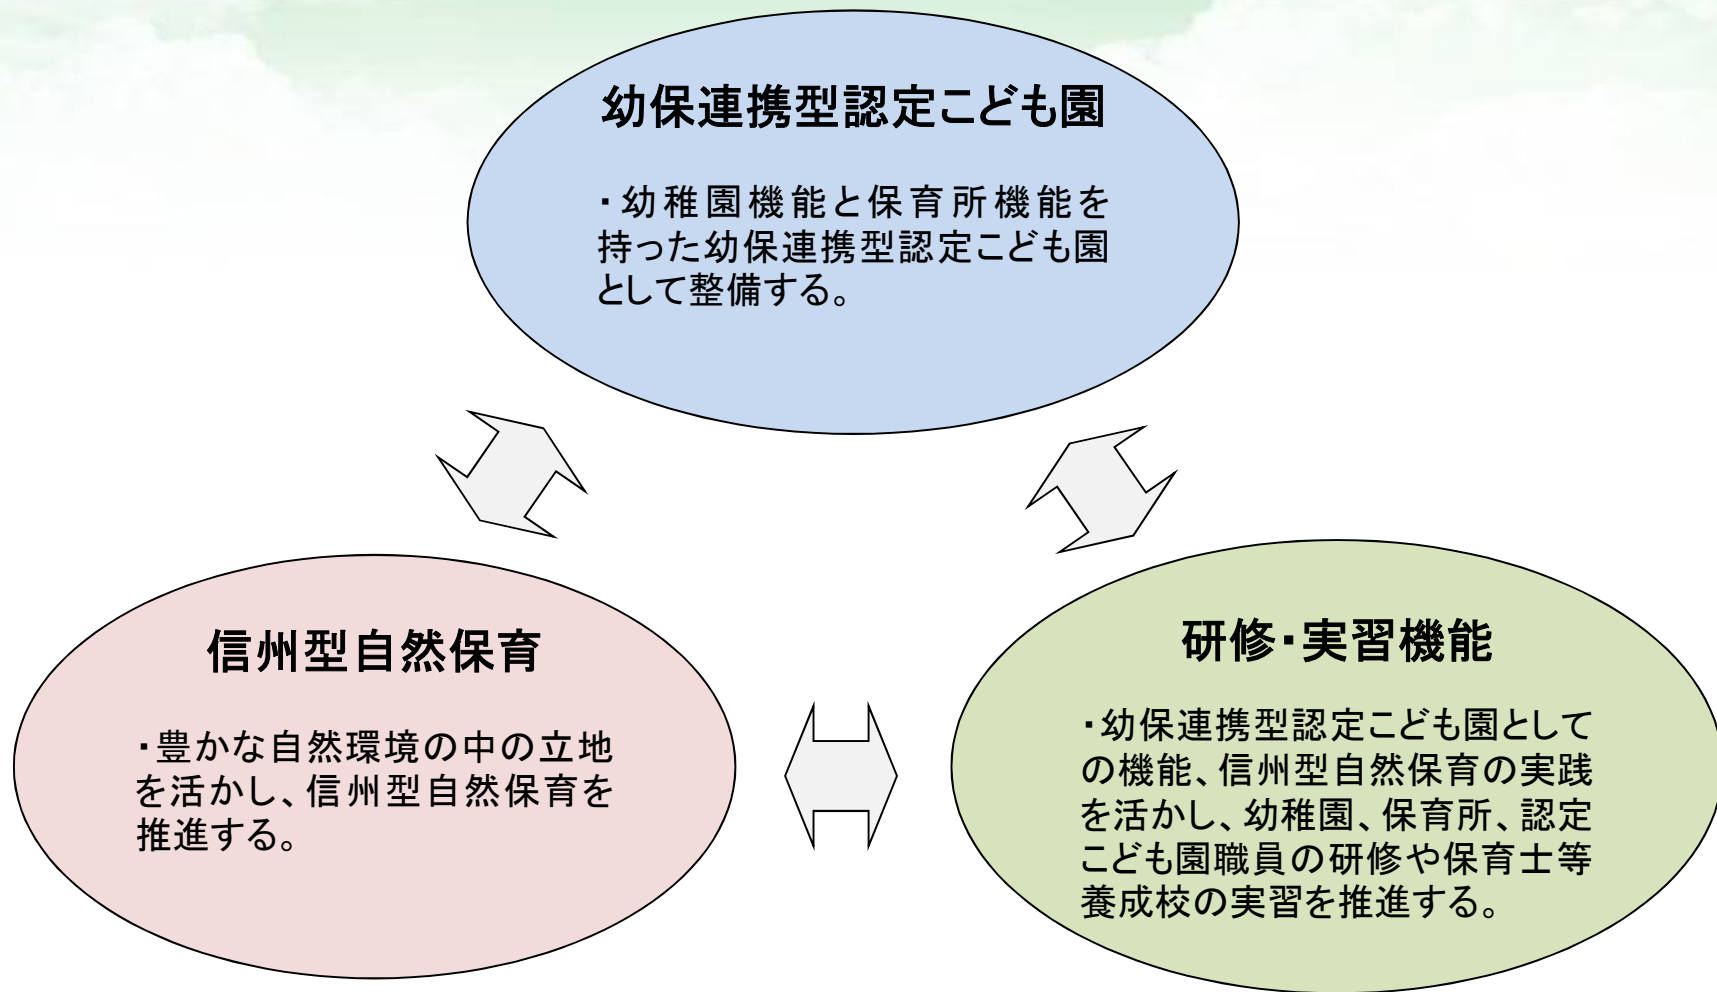 幼保連携型認定こども園
・幼稚園機能と保育所機能を
持った幼保連携型認定こども園
として整備する。
信州型自然保育
・豊かな自然環境の中の立地
を活かし、信州型自然保育を
推進する。
研修・実習機能
・幼保連携型認定こども園として
の機能、信州型自然保育の実践
を活かし、幼稚園、保育所、認定
こども園職員の研修や保育士等
養成校の実習を推進する。